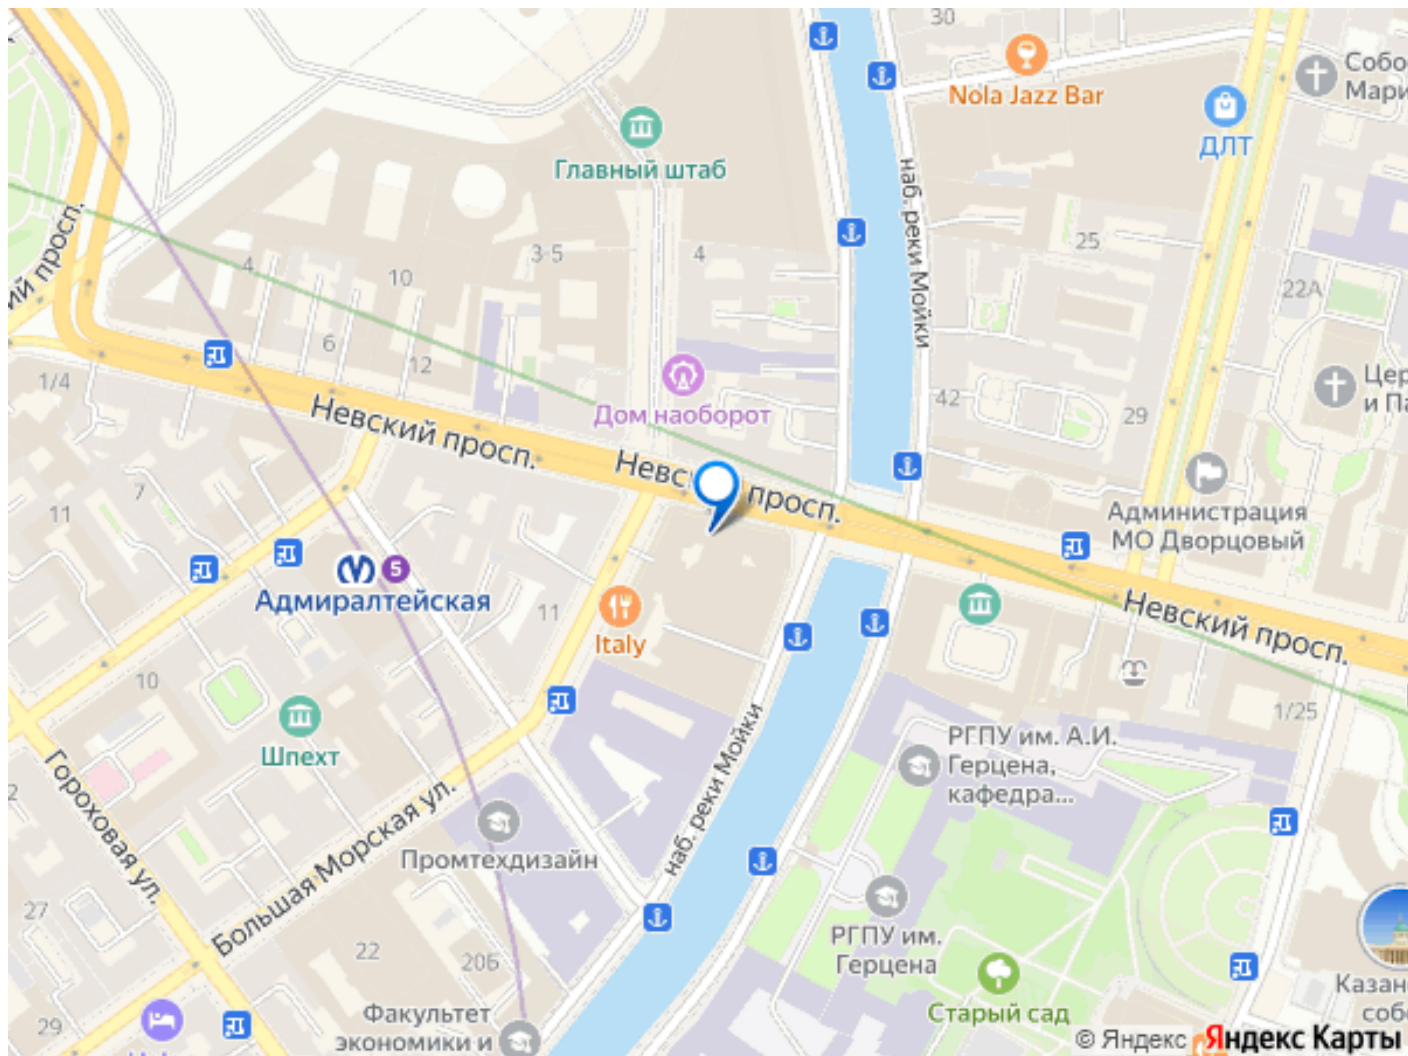 30
Собо
Мари
Nola Jazz Bar
ДЛТ
Главный штаб
наб. реки Мойки
ий просп.
4
10
3-5
4
25
22А
6
12
1/4
Цер
и Па
42
29
Дом наоборот
Невский просп.
Невс
просп.
7
11
Администрация
МО Дворцовый
5
Адмиралтейская
11
Italy
Невский просп.
10
1/25
Шпехт
РГПУ им. А.И.
Герцена,
кафедра...
наб. реки Мойки
2
Гороховая ул.
Большая Морская ул.
Промтехдизайн
27
22
20Б
РГПУ им.
Герцена
Старый сад
Казан
собо
Факультет
экономики и
29
© Яндекс
Яндекс Карты